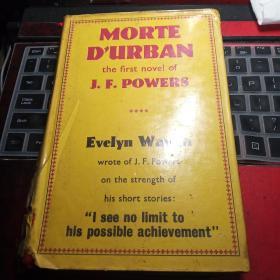 MORTE
D'URBAN
the first novel of
J. F. POWERS
****
Evelyn Waugh
wrote of J. F. Powers
on the strength of
his short stories:
"I see no limit to
his possible achievement"